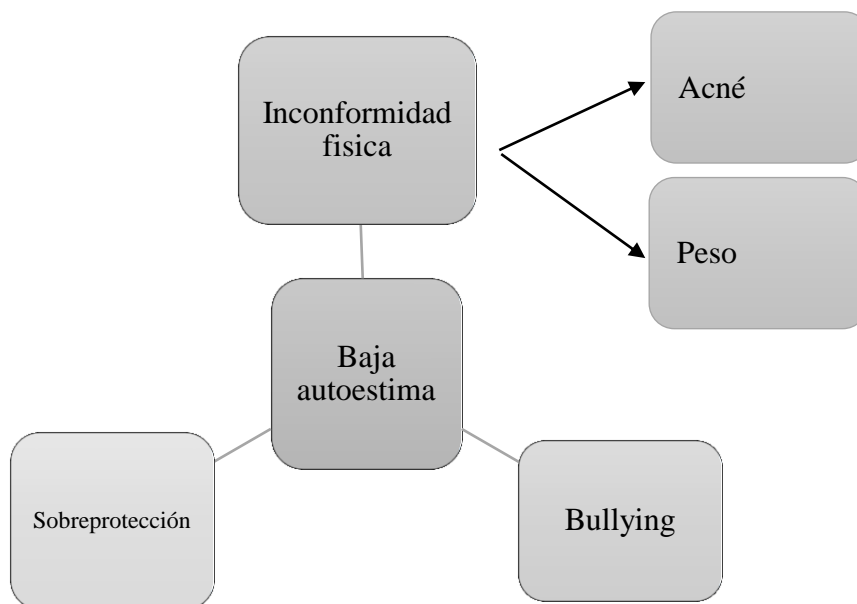 Inconformidad
fisica
Acné
Peso
Baja
autoestima
Sobreprotección
Bullying